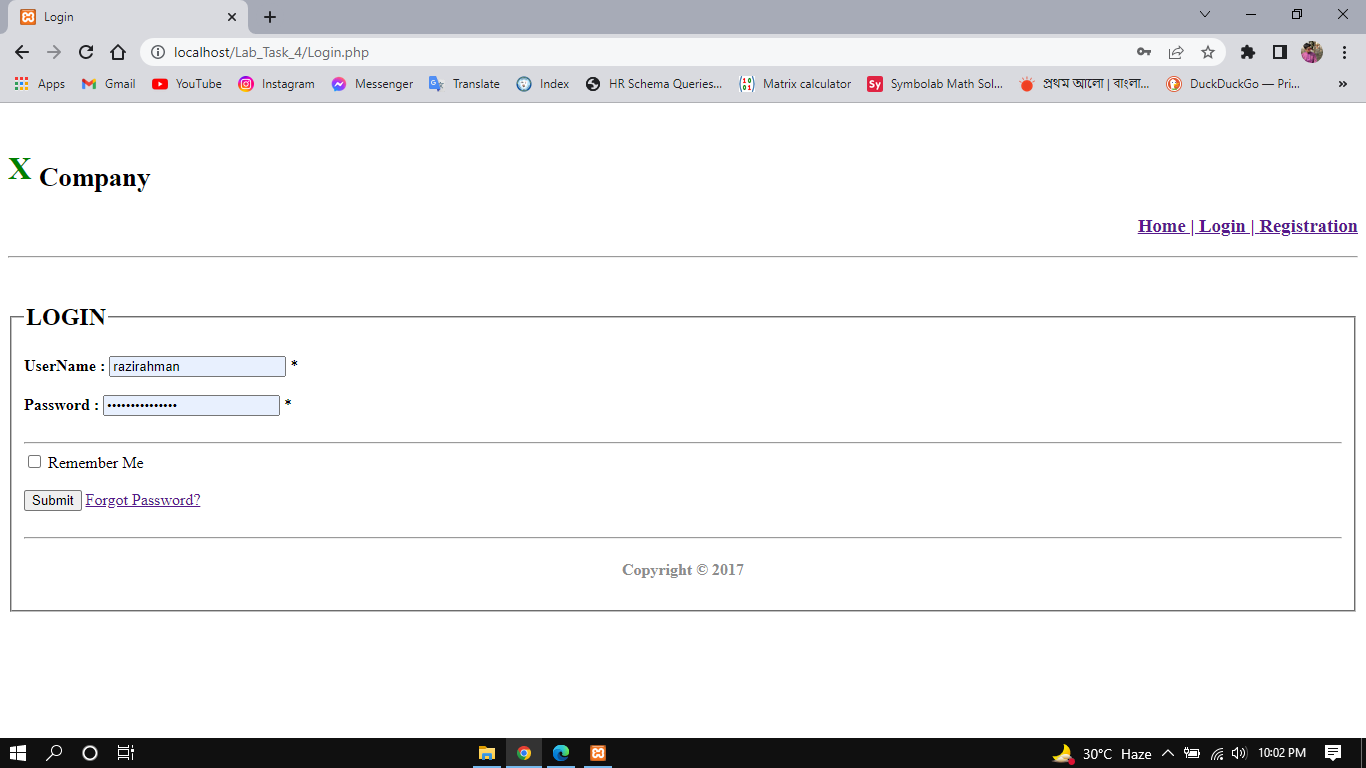 Login
localhost/Lab_Task_4/Login.php
Apps Gmail YouTube Instagram Messenger Translate Index HR Schema Queries... Matrix calculator Symbolab Math Sol... প্রথম আলো | বাংলা... DuckDuckGo — Pri... »
X Company
Home | Login | Registration
LOGIN
UserName : razirahman *
Password : ••••••••••••••• *
Remember Me
Submit Forgot Password?
Copyright © 2017
30°C Haze 10:02 PM